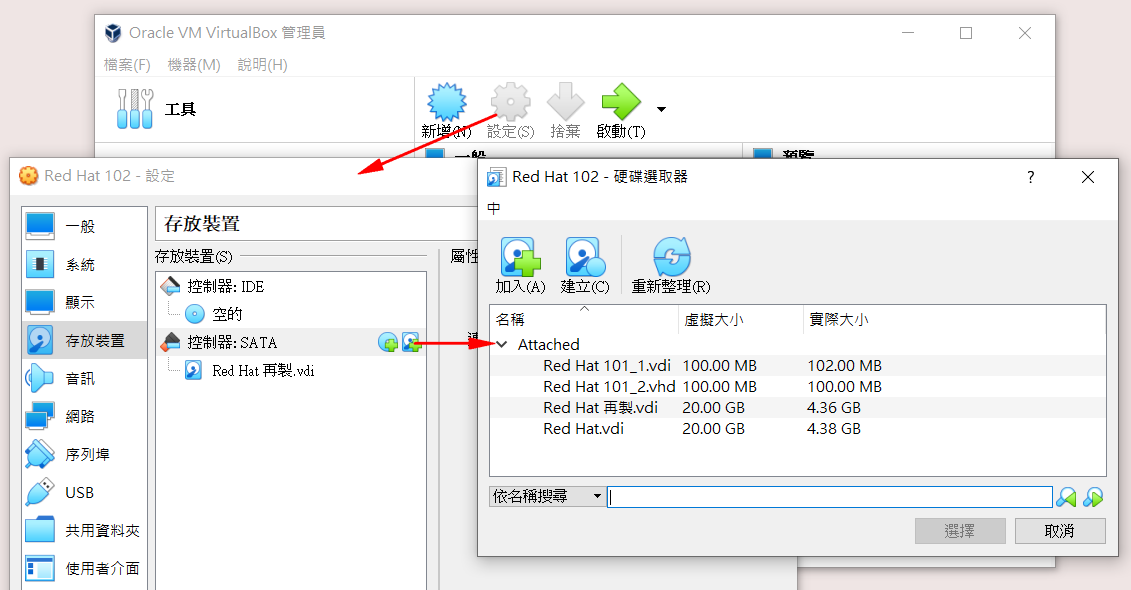 Oracle VM VirtualBox 管理員
檔案(F) 機器(M) 說明(H)
工具
新增(N) 設定(S) 捨棄 啟動(T)
一般 預覽
Red Hat 102 - 設定
一般
系統
顯示
存放裝置
音訊
網路
序列埠
USB
共用資料夾
使用者介面
存放裝置
存放裝置(S)
控制器: IDE
空的
控制器: SATA
Red Hat 再製.vdi
屬性
Red Hat 102 - 硬碟選取器
?
中
加入(A) 建立(C) 重新整理(R)
名稱 虛擬大小 實際大小
Attached
Red Hat 101_1.vdi 100.00 MB 102.00 MB
Red Hat 101_2.vhd 100.00 MB 100.00 MB
Red Hat 再製.vdi 20.00 GB 4.36 GB
Red Hat.vdi 20.00 GB 4.38 GB
依名稱搜尋
選擇 取消